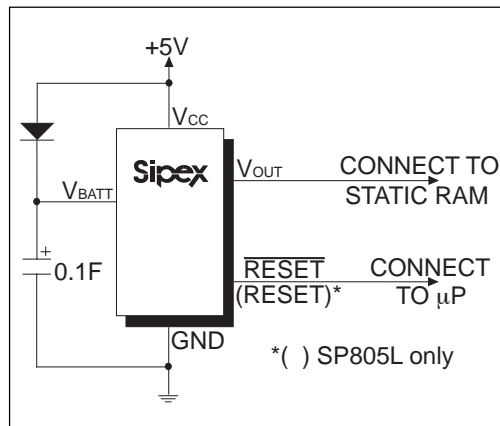 +5V
VCC
Sipex
VBATT
VOUT
CONNECT TO
STATIC RAM
+
0.1F
RESET
(RESET)*
CONNECT
TO μP
GND
*( ) SP805L only